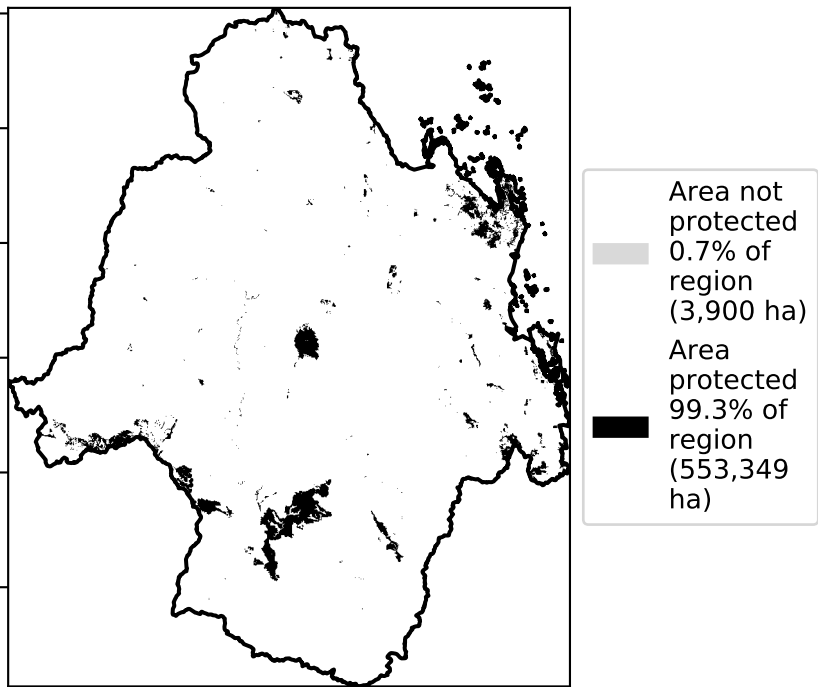 Area not
protected
0.7% of
region
(3,900 ha)
Area
protected
99.3% of
region
(553,349
ha)